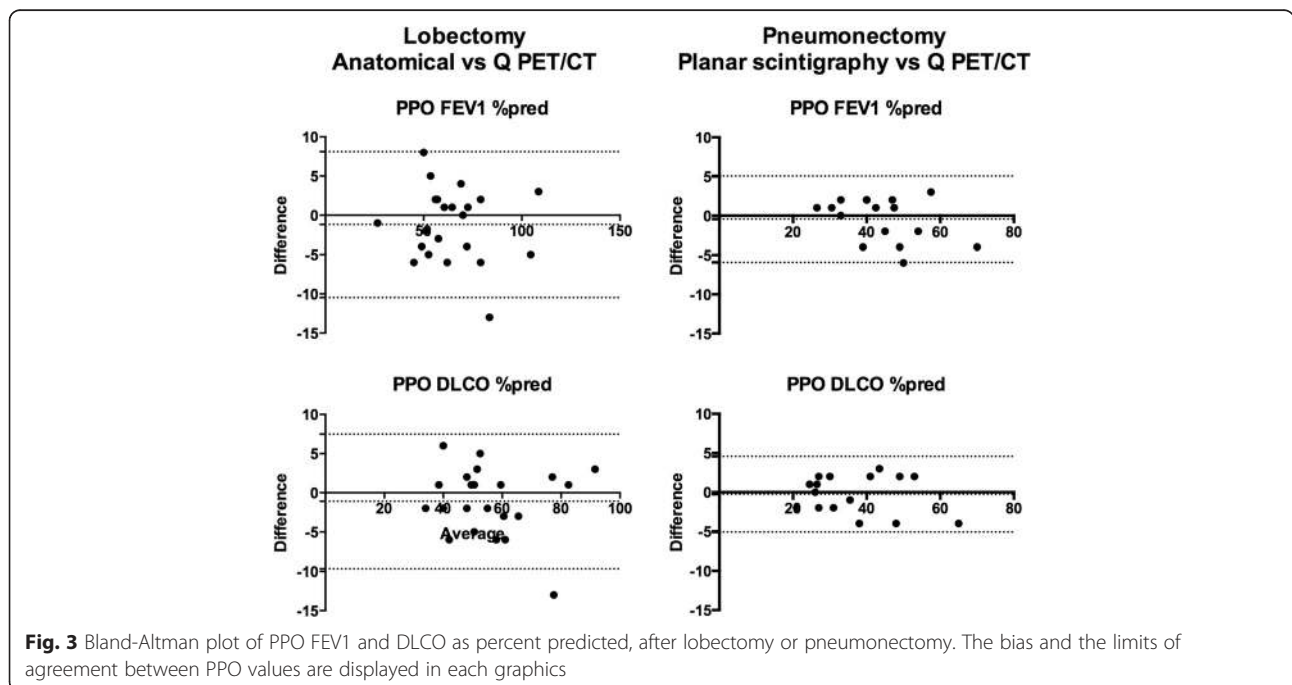 Lobectomy
Anatomical vs Q PET/CT
PPO FEV1 %pred
Difference
10
5
0
-5
-10
-15
50
100
150
Pneumonectomy
Planar scintigraphy vs Q PET/CT
PPO FEV1 %pred
Difference
10
5
0
-5
-10
-15
20
40
60
80
PPO DLCO %pred
Difference
10
5
0
-5
-10
-15
20
40
60
80
100
Average
PPO DLCO %pred
Difference
10
5
0
-5
-10
-15
20
40
60
80
Fig. 3 Bland-Altman plot of PPO FEV1 and DLCO as percent predicted, after lobectomy or pneumonectomy. The bias and the limits of
agreement between PPO values are displayed in each graphics